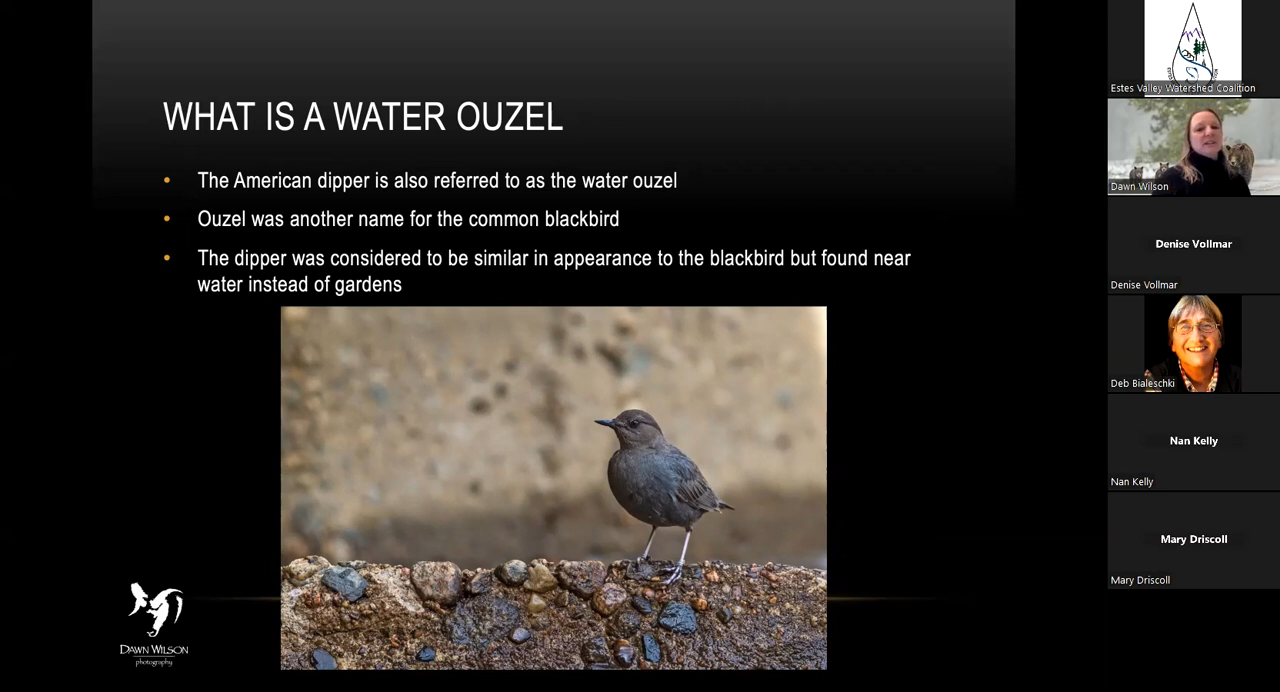 WHAT IS A WATER OUZEL
The American dipper is also referred to as the water ouzel
Ouzel was another name for the common blackbird
The dipper was considered to be similar in appearance to the blackbird but found near
water instead of gardens
DAWN WILSON
photography
Estes Valley Watershed Coalition
Dawn Wilson
Denise Vollmar
Denise Vollmar
Deb Bialeschki
Nan Kelly
Nan Kelly
Mary Driscoll
Mary Driscoll